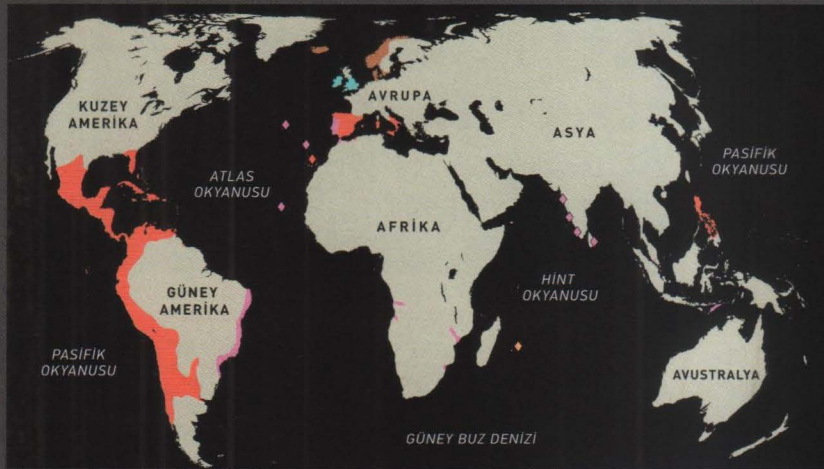 KUZEY
AMERİKA
AVRUPA
ASYA
PASİFİK
OKYANUSU
ATLAS
OKYANUSU
AFRİKA
HİNT
OKYANUSU
GÜNEY
AMERİKA
PASİFİK
OKYANUSU
AVUSTRALYA
GÜNEY BUZ DENİZİ